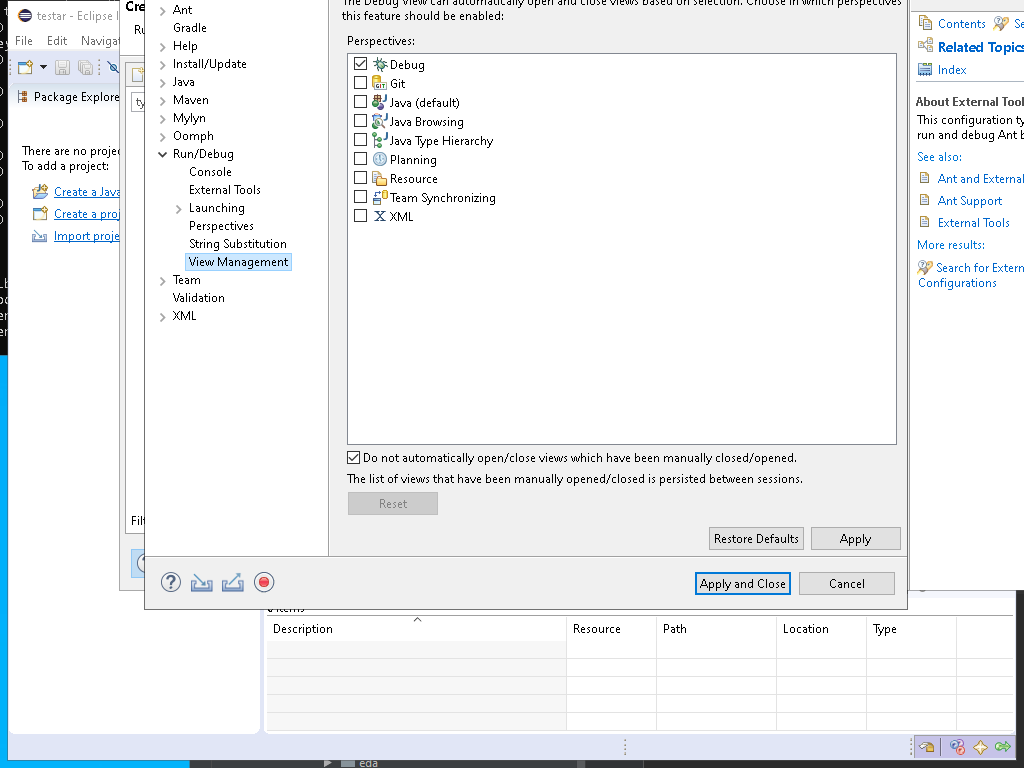 testar - Eclipse I
File Edit Navigat
Package Explore
There are no projec
To add a project:
Create a Java
Create a proj
Import proje
Cre
Ru
ty
Filt
Ant
Gradle
Help
Install/Update
Java
Maven
Mylyn
Oomph
Run/Debug
Console
External Tools
Launching
Perspectives
String Substitution
View Management
Team
Validation
XML
The Debug View can automatically open and close views based on selection. Choose in which perspectives
this feature should be enabled:
Perspectives:
Debug
Git
Java (default)
Java Browsing
Java Type Hierarchy
Planning
Resource
Team Synchronizing
XML
Do not automatically open/close views which have been manually closed/opened.
The list of views that have been manually opened/closed is persisted between sessions.
Reset
Restore Defaults Apply
Apply and Close Cancel
Contents Se
Related Topics
Index
About External Tool
This configuration ty
run and debug Ant b
See also:
Ant and External
Ant Support
External Tools
More results:
Search for Extern
Configurations
Description Resource Path Location Type
eda